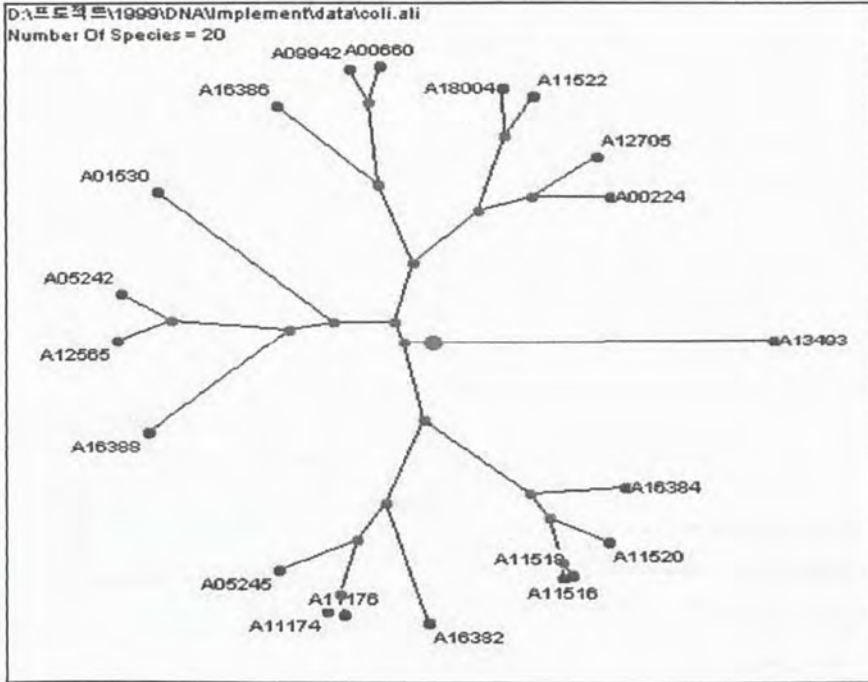 D:\프로젝트\1999\DNA\Implement\data\coli.ali
Number Of Species = 20
A09942
A00660
A16386
A18004
A11522
A12705
A01530
A00224
A05242
A13493
A12565
A16388
A16384
A11519
A11520
A05245
A11516
A11176
A11174
A16382